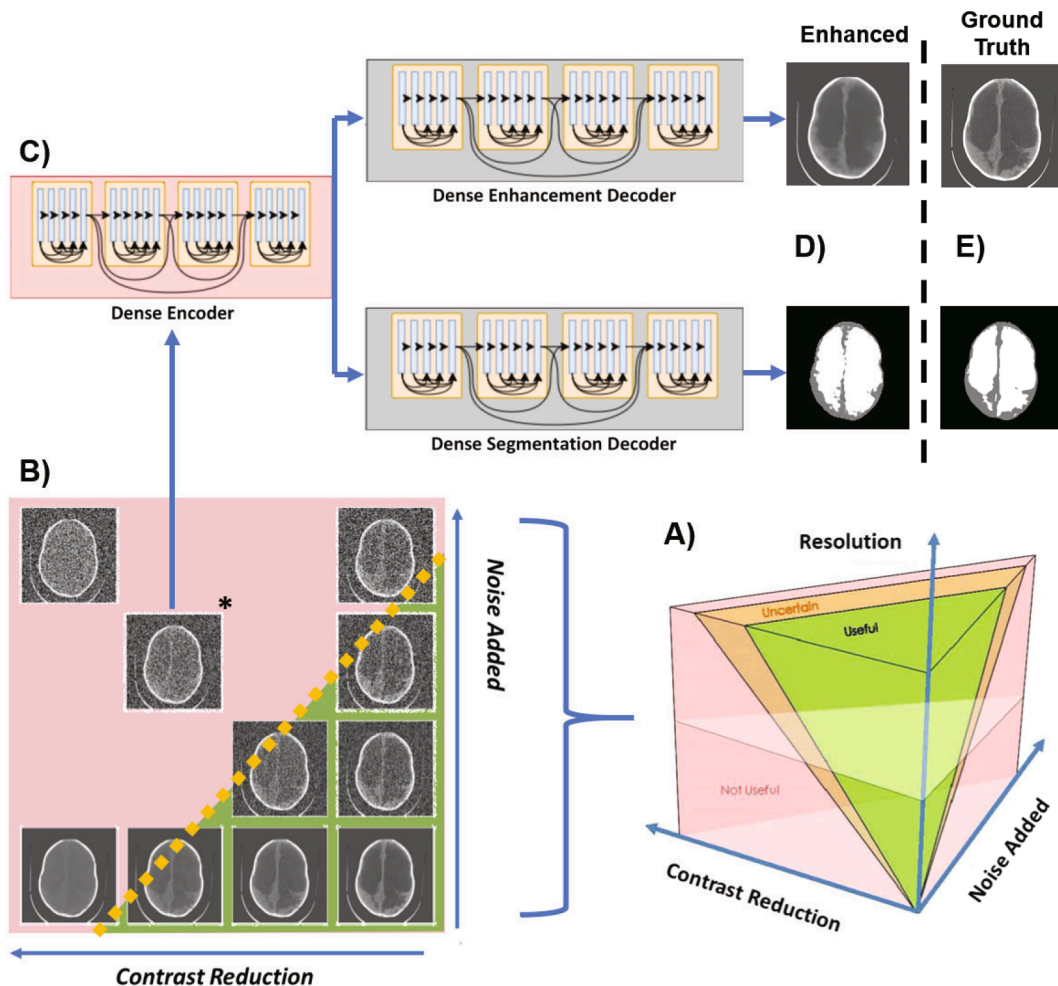 Enhanced
Ground
Truth
C)
Dense Enhancement Decoder
D)
E)
Dense Encoder
Dense Segmentation Decoder
B)
*
Noise Added
Contrast Reduction
A)
Resolution
Uncertain
Useful
Not Useful
Contrast Reduction
Noise Added